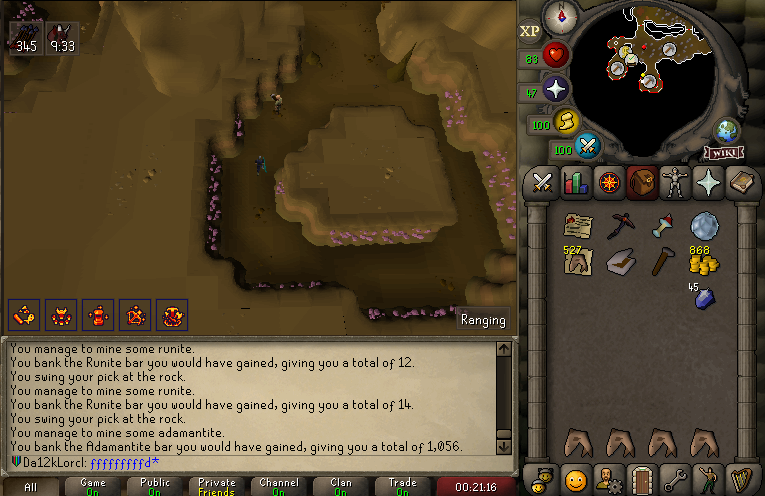 345
9:33
XP
83
47
100
100
WIKI
527
868
45
Ranging
You manage to mine some runite.
You bank the Runite bar you would have gained, giving you a total of 12.
You swing your pick at the rock.
You manage to mine some runite.
You bank the Runite bar you would have gained, giving you a total of 14.
You swing your pick at the rock.
You manage to mine some adamantite.
You bank the Adamantite bar you would have gained, giving you a total of 1,056.
Da12kLorcl: fffffffffd*
All
Game
On
Public
On
Private
Friends
Channel
On
Clan
On
Trade
On
00:21:16